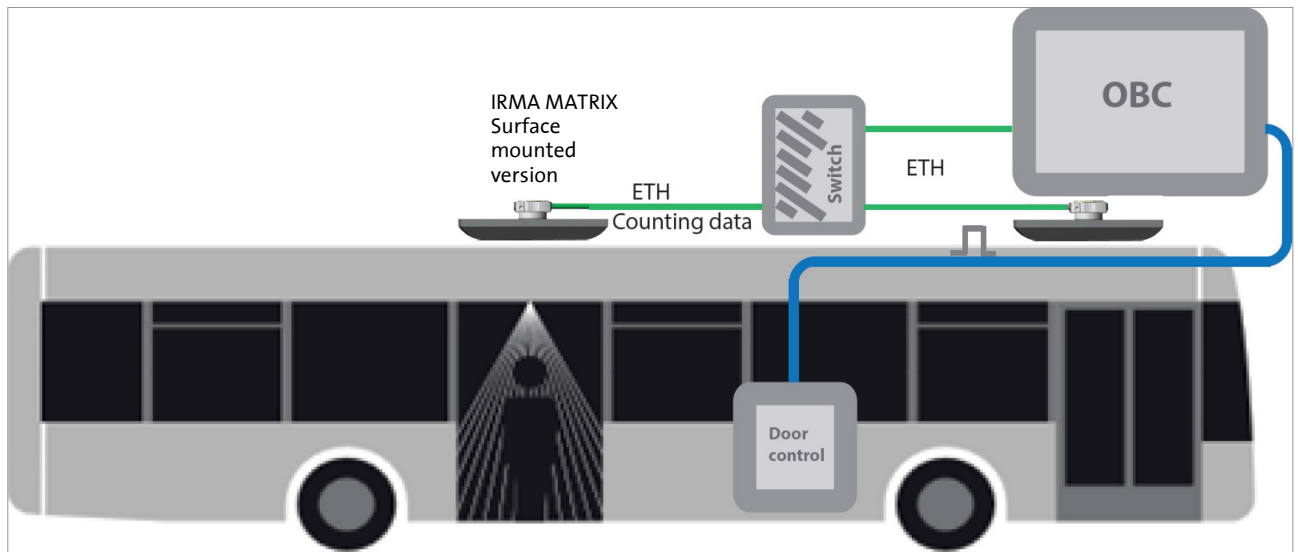 OBC
IRMA MATRIX
Surface
mounted
version
Switch
ETH
ETH
Counting data
Door
control